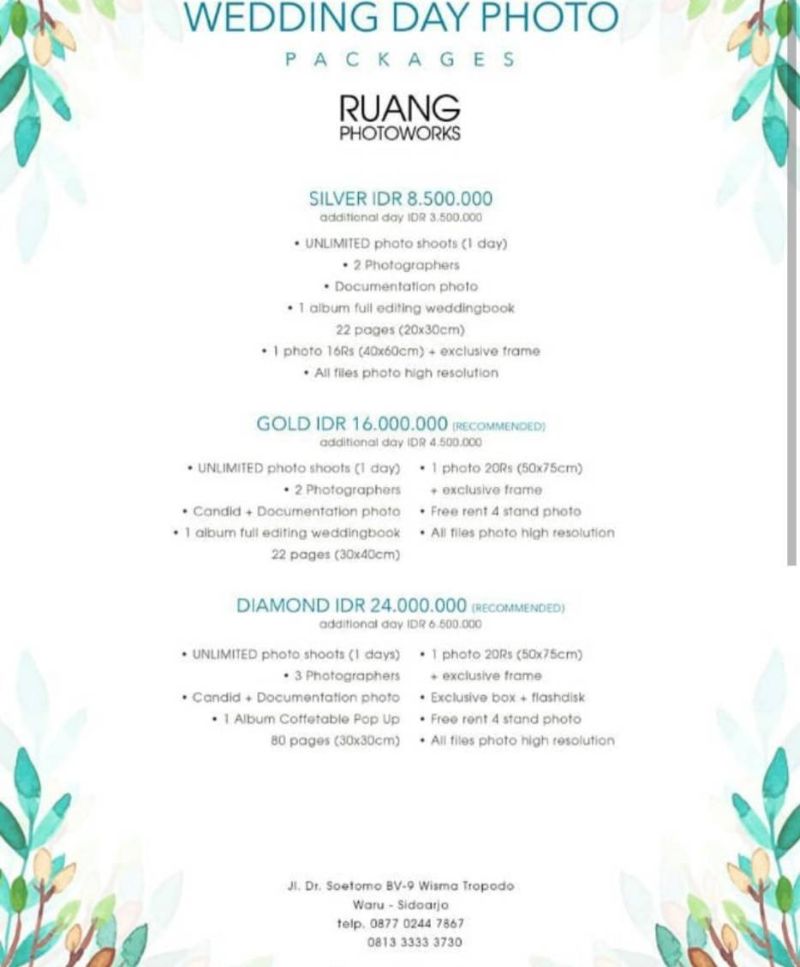 WEDDING DAY PHOTO
PACKAGES
RUANG
PHOTOWORKS
SILVER IDR 8.500.000
additional day IDR 3.500.000
• UNLIMITED photo shoots (1 day)
• 2 Photographers
• Documentation photo
• 1 album full editing weddingbook
22 pages (20x30cm)
• 1 photo 16Rs (40x60cm) + exclusive frame
• All files photo high resolution
GOLD IDR 16.000.000 (RECOMMENDED)
additional day IDR 4.500.000
• UNLIMITED photo shoots (1 day)
• 2 Photographers
• Candid + Documentation photo
• 1 album full editing weddingbook
22 pages (30x40cm)
• 1 photo 20Rs (50x75cm)
+ exclusive frame
• Free rent 4 stand photo
• All files photo high resolution
DIAMOND IDR 24.000.000 (RECOMMENDED)
additional day IDR 6.500.000
• UNLIMITED photo shoots (1 days)
• 3 Photographers
• Candid + Documentation photo
• 1 Album Coffetable Pop Up
80 pages (30x30cm)
• 1 photo 20Rs (50x75cm)
+ exclusive frame
• Exclusive box + flashdisk
• Free rent 4 stand photo
• All files photo high resolution
Jl. Dr. Soetomo BV-9 Wisma Tropodo
Waru - Sidoarjo
telp. 0877 0244 7867
0813 3333 3730